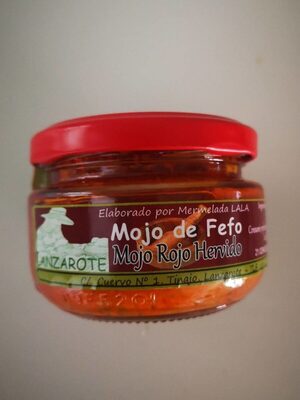 Elaborado por Mermelada LALA
Mojo de Fefo
Mojo Rojo Hervido
LANZAROTE
C/ Cuervo Nº 1, Tinajo, Lanzarote